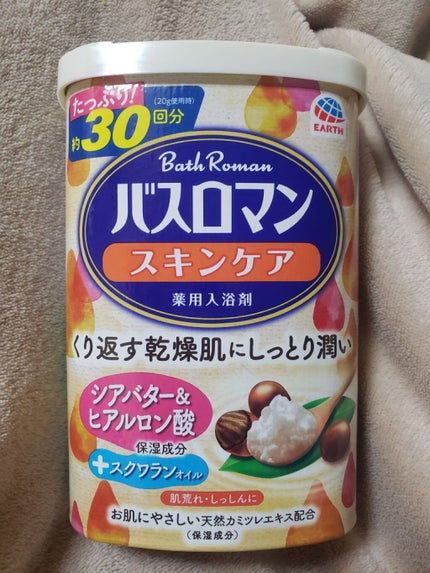 たっぷり!
(20g使用時)
約30回分
EARTH
Bath Roman
バスロマン
スキンケア
薬用入浴剤
くり返す乾燥肌にしっとり潤い
シアバター&
ヒアルロン酸
保湿成分
+スクワランオイル
肌荒れ・しっしんに
お肌にやさしい天然カミツレエキス配合
(保湿成分)